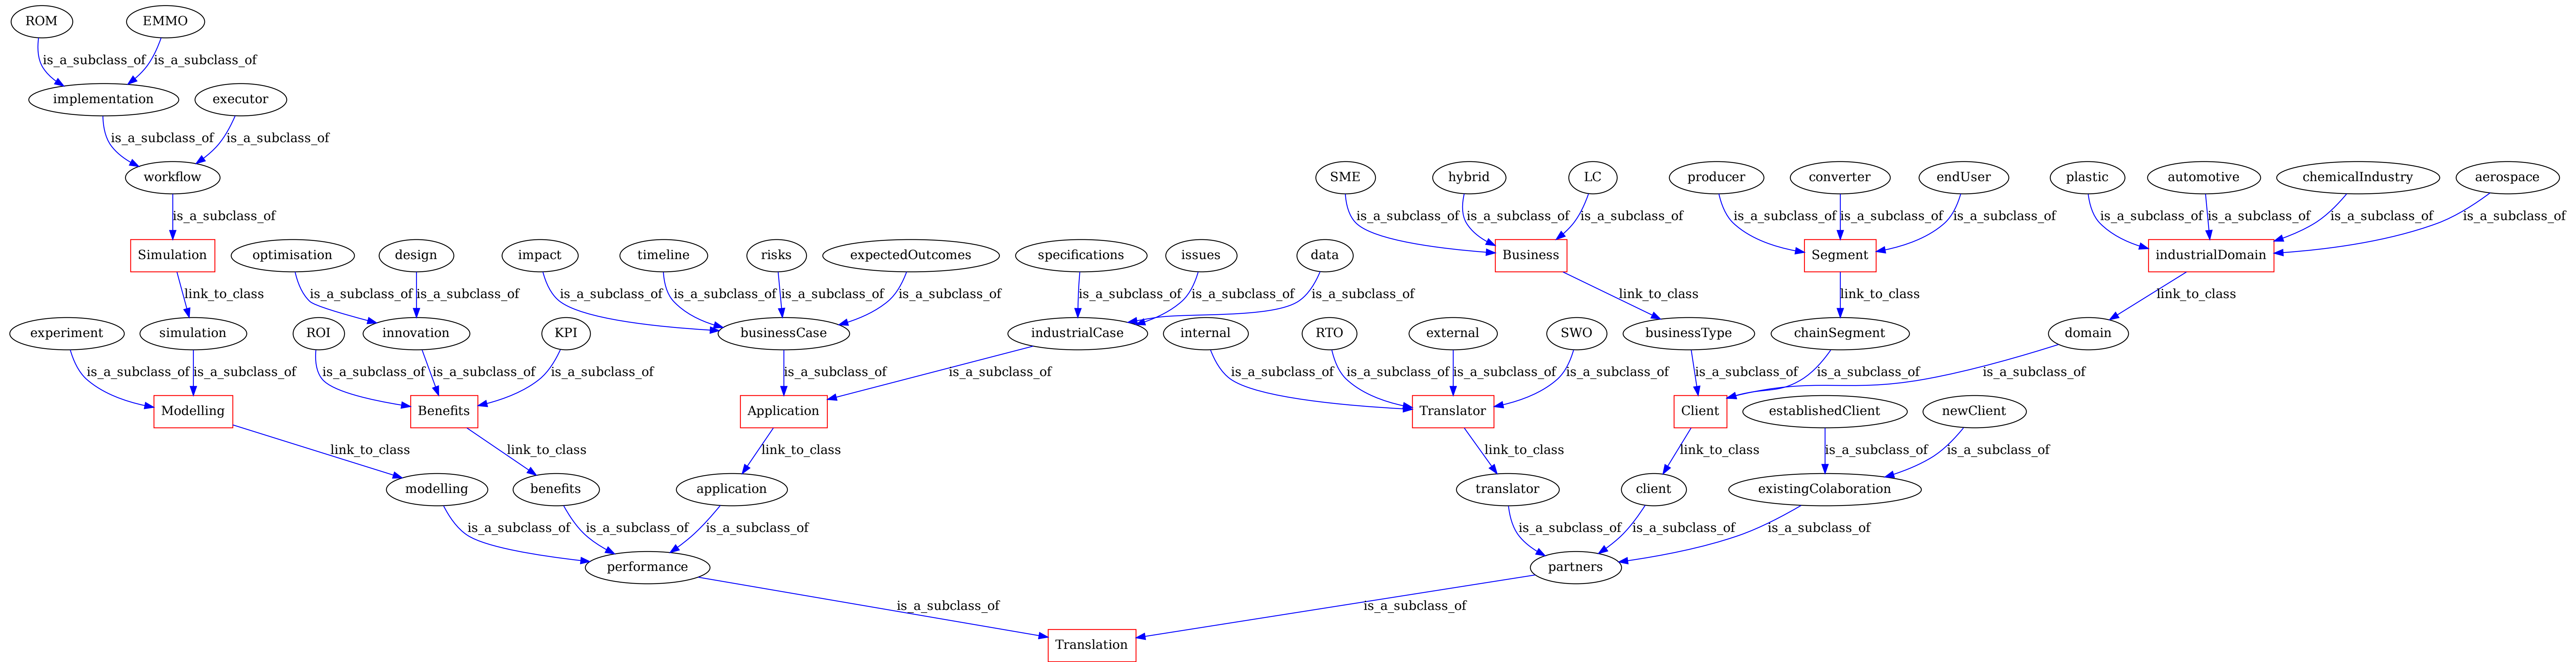 ROM EMMO
is_a_subclass_of is_a_subclass_of
implementation executor
is_a_subclass_of is_a_subclass_of
workflow SME hybrid LC producer converter endUser plastic automotive chemicalIndustry aerospace
is_a_subclass_of is_a_subclass_of is_a_subclass_of is_a_subclass_of is_a_subclass_of is_a_subclass_of is_a_subclass_of is_a_subclass_of is_a_subclass_of is_a_subclass_of is_a_subclass_of
Simulation optimisation design impact timeline risks expectedOutcomes specifications issues data Business Segment industrialDomain
link_to_class is_a_subclass_of is_a_subclass_of is_a_subclass_of is_a_subclass_of is_a_subclass_of is_a_subclass_of is_a_subclass_of is_a_subclass_of is_a_subclass_of link_to_class link_to_class link_to_class
experiment simulation ROI innovation KPI businessCase industrialCase internal RTO external SWO businessType chainSegment domain
is_a_subclass_of is_a_subclass_of is_a_subclass_of is_a_subclass_of is_a_subclass_of is_a_subclass_of is_a_subclass_of is_a_subclass_of is_a_subclass_of is_a_subclass_of is_a_subclass_of is_a_subclass_of is_a_subclass_of is_a_subclass_of
Modelling Benefits Application Translator Client establishedClient newClient
link_to_class link_to_class link_to_class link_to_class link_to_class is_a_subclass_of is_a_subclass_of
modelling benefits application translator client existingColaboration
is_a_subclass_of is_a_subclass_of is_a_subclass_of is_a_subclass_of is_a_subclass_of is_a_subclass_of
performance partners
is_a_subclass_of is_a_subclass_of
Translation